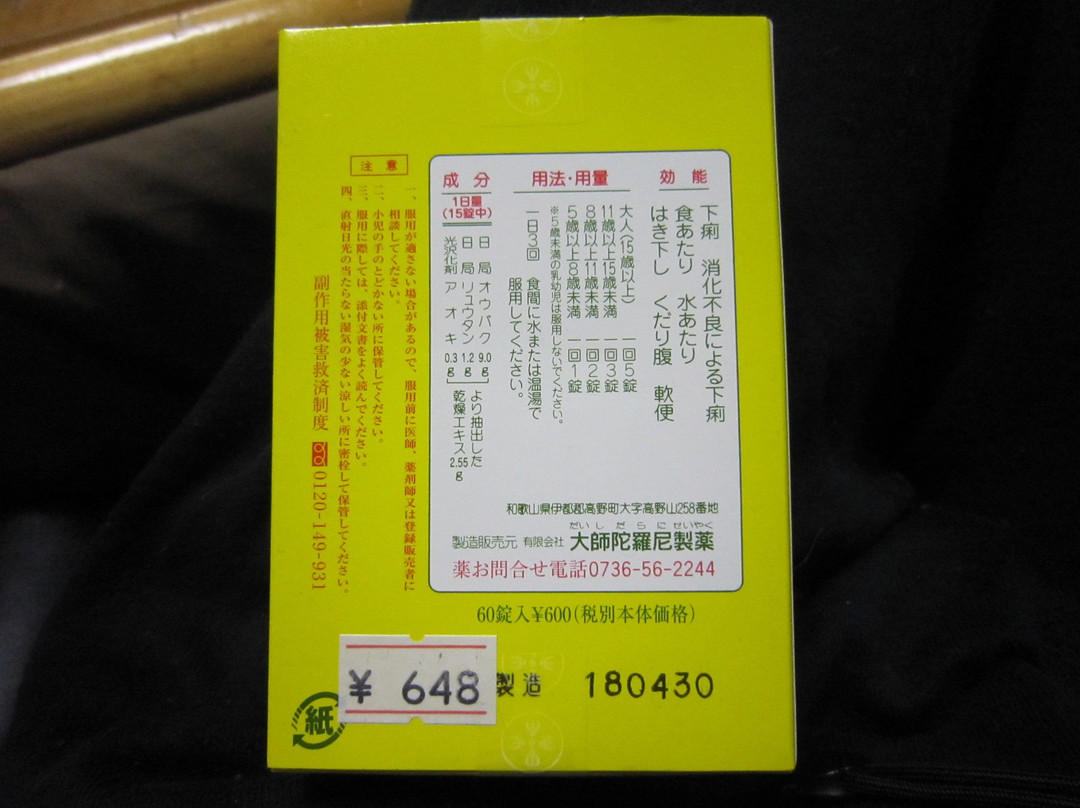 効能
下痢　消化不良による下痢
食あたり　水あたり
はき下し　くだり腹　軟便
用法・用量
大人(15歳以上)　一回5錠
11歳以上15歳未満　一回3錠
8歳以上11歳未満　一回2錠
5歳以上8歳未満　一回1錠
※5歳未満の乳幼児は服用しないでください。
一日3回　食間に水または温湯で
服用してください。
成分
1日量
(15錠中)
日局オウバク 9.0g
日局リュウタン 1.2g
光沢化剤アオキ 0.3g
より抽出した
乾燥エキス 2.55g
和歌山県伊都郡高野町大字高野山258番地
だいしだらにせいやく
製造販売元 有限会社 大師陀羅尼製薬
薬お問合せ電話0736-56-2244
注意
一、服用が適さない場合があるので、服用前に医師、薬剤師又は登録販売者に
相談してください。
二、小児の手のとどかない所に保管してください。
三、服用に際しては、添付文書をよく読んでください。
四、直射日光の当たらない湿気の少ない涼しい所に密栓して保管してください。
副作用被害救済制度 0120-149-931
60錠入¥600(税別本体価格)
¥ 648
製造 180430
紙